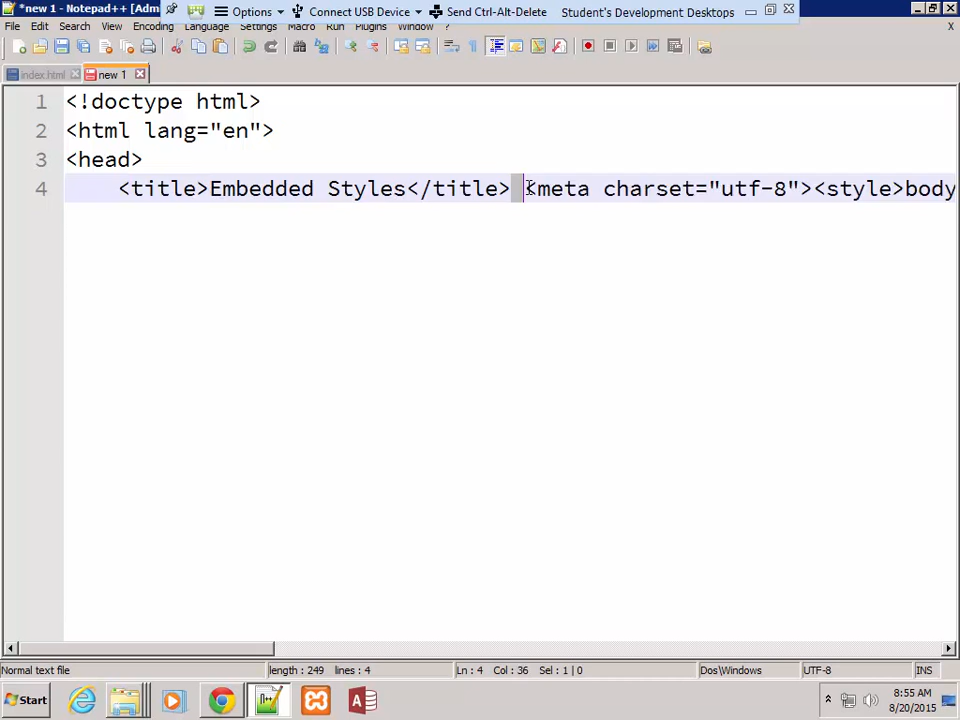 *new 1 - Notepad++ [Adm
Options
Connect USB Device
Send Ctrl-Alt-Delete
Student's Development Desktops
File Edit Search View Encoding Language Settings Macro Run Plugins Window ? X
index.html
new 1
1 <!doctype html>
2 <html lang="en">
3 <head>
4 <title>Embedded Styles</title> <meta charset="utf-8"><style>body
Normal text file
length : 249 lines : 4
Ln : 4 Col : 36 Sel : 1 | 0
Dos\Windows
UTF-8
INS
Start
8:55 AM
8/20/2015